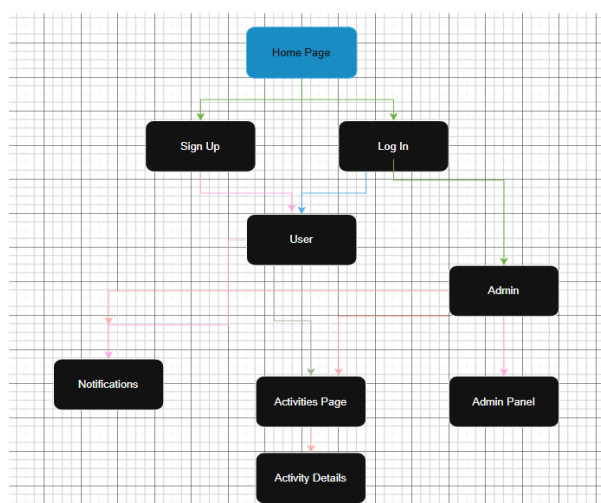 Home Page
Sign Up
Log In
User
Admin
Notifications
Activities Page
Admin Panel
Activity Details